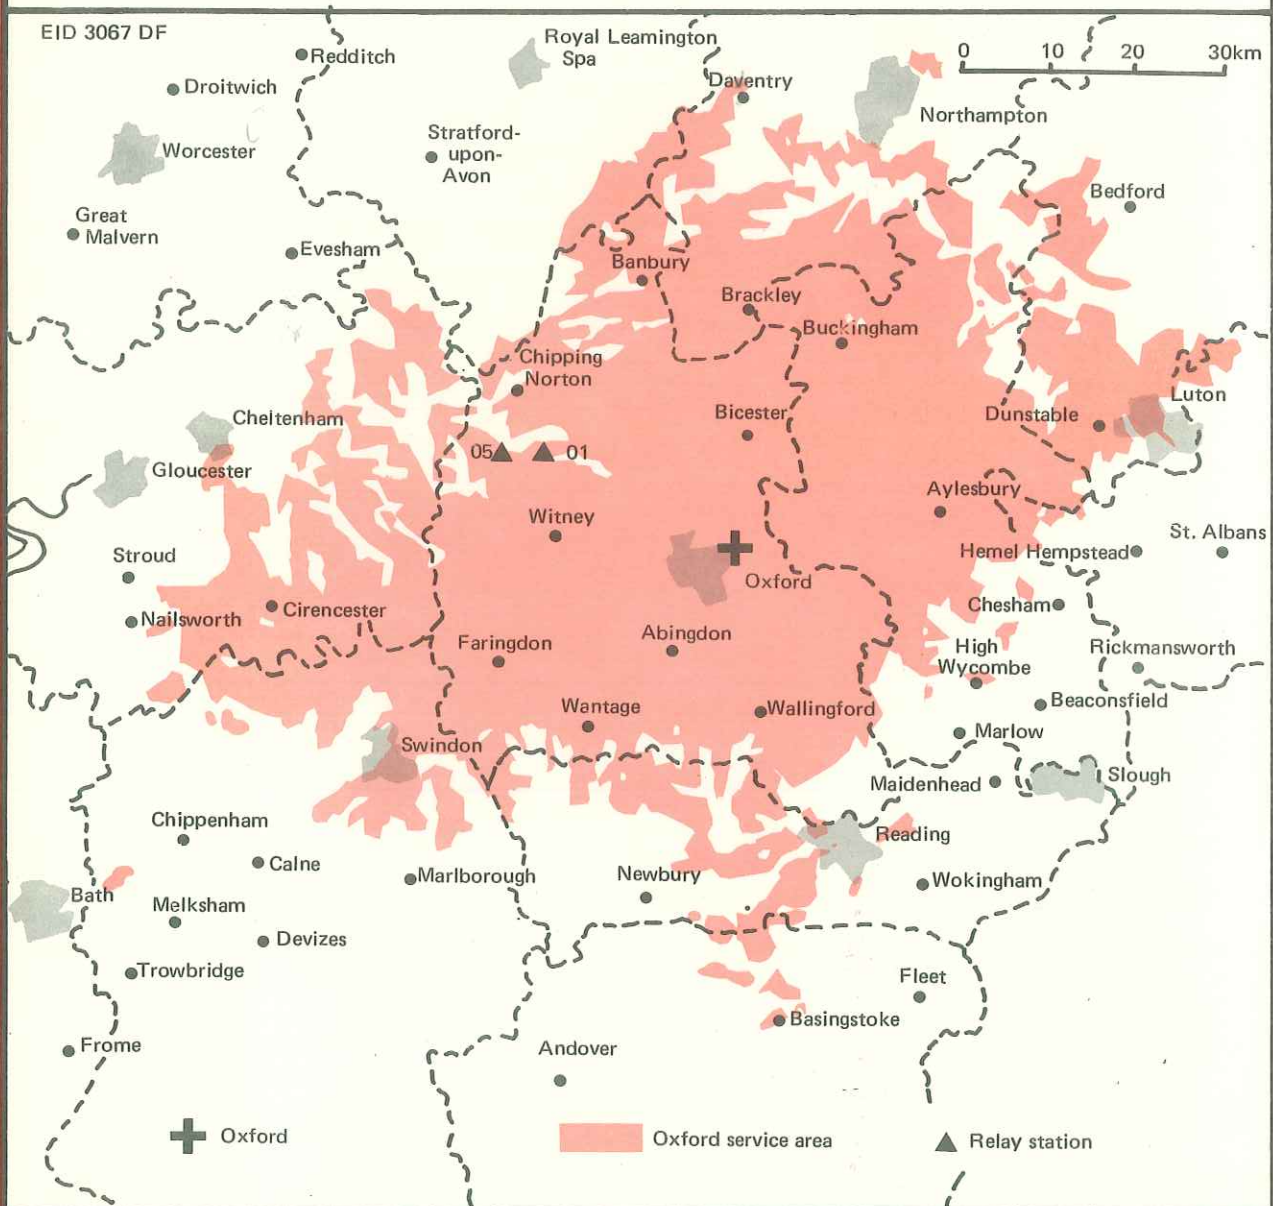 EID 3067 DF
Royal Leamington
Spa
0 10 20 30km
Redditch
Daventry
Droitwich
Northampton
Stratford-
upon-
Avon
Worcester
Bedford
Great
Malvern
Evesham
Banbury
Brackley
Buckingham
Chipping
Norton
Luton
Cheltenham
Bicester
Dunstable
05
01
Gloucester
Aylesbury
Witney
St. Albans
Stroud
Hemel Hempstead
Oxford
Nailsworth
Cirencester
Chesham
Faringdon
Abingdon
High
Wycombe
Rickmansworth
Wantage
Wallingford
Beaconsfield
Swindon
Marlow
Maidenhead
Slough
Chippenham
Reading
Calne
Marlborough
Newbury
Wokingham
Bath
Melksham
Devizes
Trowbridge
Fleet
Basingstoke
Frome
Andover
Oxford
Oxford service area
Relay station